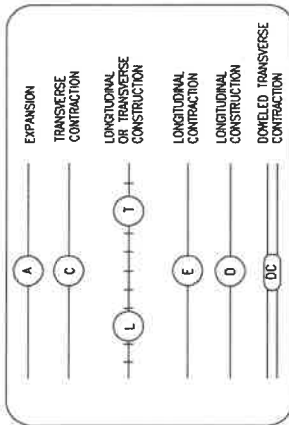 A
EXPANSION
C
TRANSVERSE
CONTRACTION
L
T
LONGITUDINAL
OR TRANSVERSE
CONSTRUCTION
E
LONGITUDINAL
CONTRACTION
D
LONGITUDINAL
CONSTRUCTION
DC
DOWELED TRANSVERSE
CONTRACTION